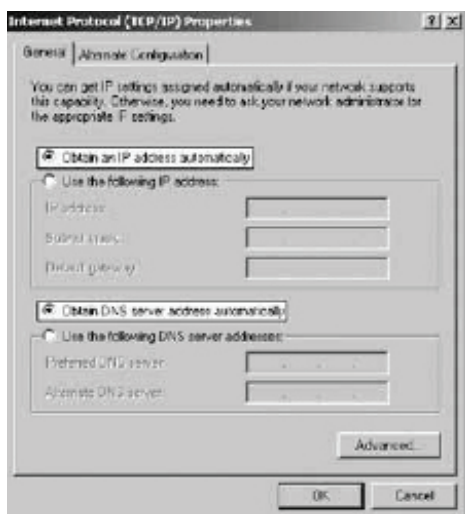 Internet Protocol (TCP/IP) Properties
? X
General
Alternate Configuration
You can get IP settings assigned automatically if your network supports
this capability. Otherwise, you need to ask your network administrator for
the appropriate IP settings.
Obtain an IP address automatically
Use the following IP address:
IP address:
Subnet mask:
Default gateway:
Obtain DNS server address automatically
Use the following DNS server addresses:
Preferred DNS server:
Alternate DNS server:
Advanced...
OK
Cancel